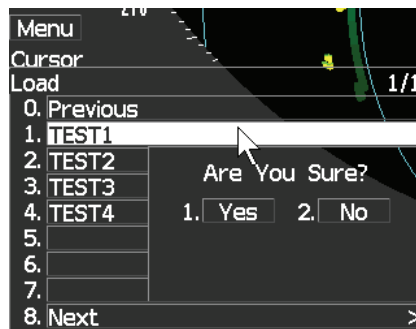 210
Menu
Cursor
Load 1/1
0. Previous
1. TEST1
2. TEST2
3. TEST3
4. TEST4
Are You Sure?
1. Yes 2. No
5.
6.
7.
8. Next >